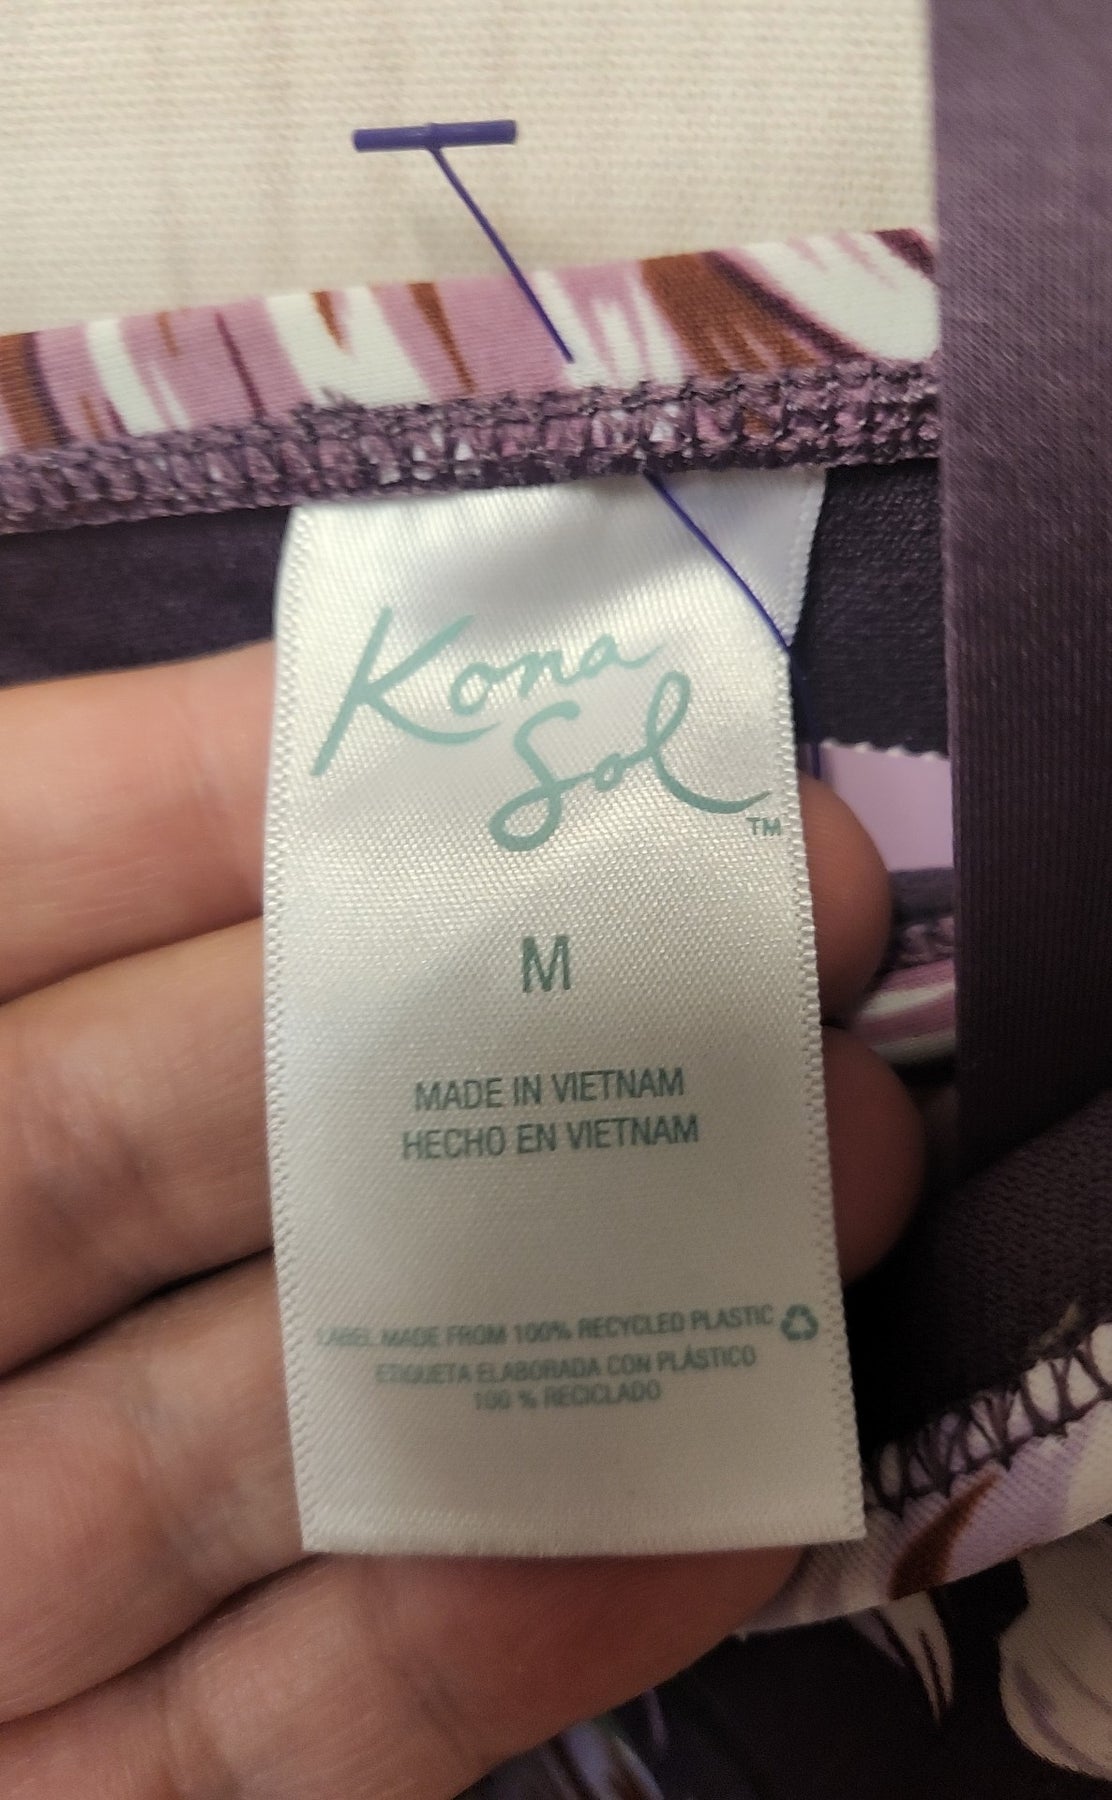 Kona
Sol
TM
M
MADE IN VIETNAM
HECHO EN VIETNAM
LABEL MADE FROM 100% RECYCLED PLASTIC
ETIQUETA ELABORADA CON PLÁSTICO
100 % RECICLADO